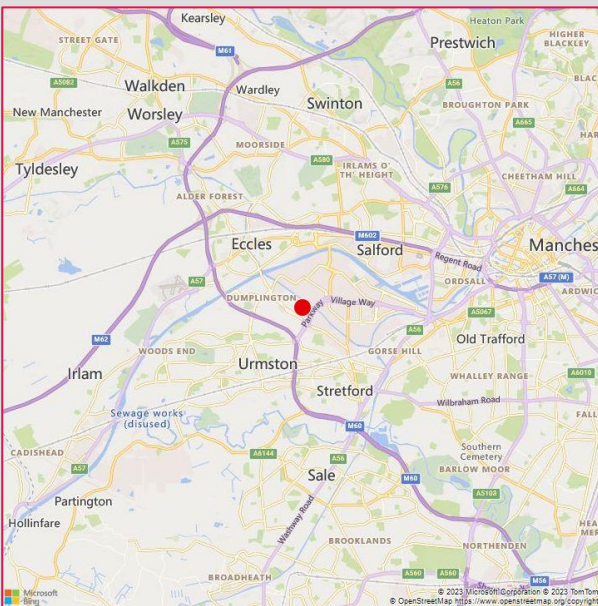 Kearsley
Heaton Park
STREET GATE
M61
Prestwich
HIGHER
BLACKLEY
A5082
Walkden
Wardley
A56
New Manchester
Worsley
Swinton
BROUGHTON PARK
A665
A575
MOORSIDE
A580
IRLAMS O'
TH' HEIGHT
Tyldesley
CHEETHAM HILL
A576
A664
ALDER FOREST
M602
Eccles
Salford
Manches
Regent Road
A57
ORDSALL
A57 (M)
DUMPLINGTON
Parkway
Village Way
ARDWIC
A5067
A56
M62
WOODS END
Old Trafford
GORSE HILL
Urmston
Irlam
WHALLEY RANGE
A6010
Stretford
Wilbraham Road
Sewage works
(disused)
FALL
M60
CADISHEAD
A6144
A56
Southern
Cemetery
A57
Sale
BARLOW MOOR
M60
Partington
A5103
Washway Road
Hollinfare
BROOKLANDS
NORTHENDEN
BROADHEATH
A560
A560
M56
Microsoft
Bing
© 2023 Microsoft Corporation © 2023 TomTom
© OpenStreetMap https://www.openstreetmap.org/copyright